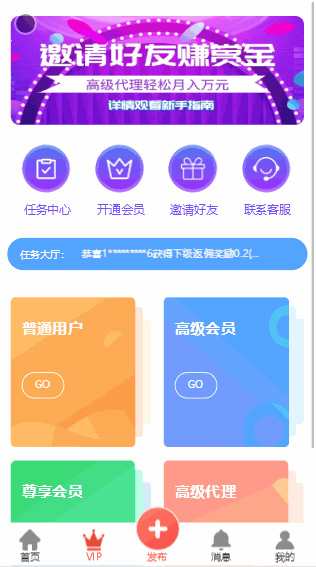 邀请好友赚赏金
高级代理轻松月入万元
详情观看新手指南
任务中心 开通会员 邀请好友 联系客服
任务大厅： 恭喜1*********6获得下级返佣奖励0.2(...
普通用户 高级会员
GO GO
尊享会员 高级代理
首页 VIP 发布 消息 我的